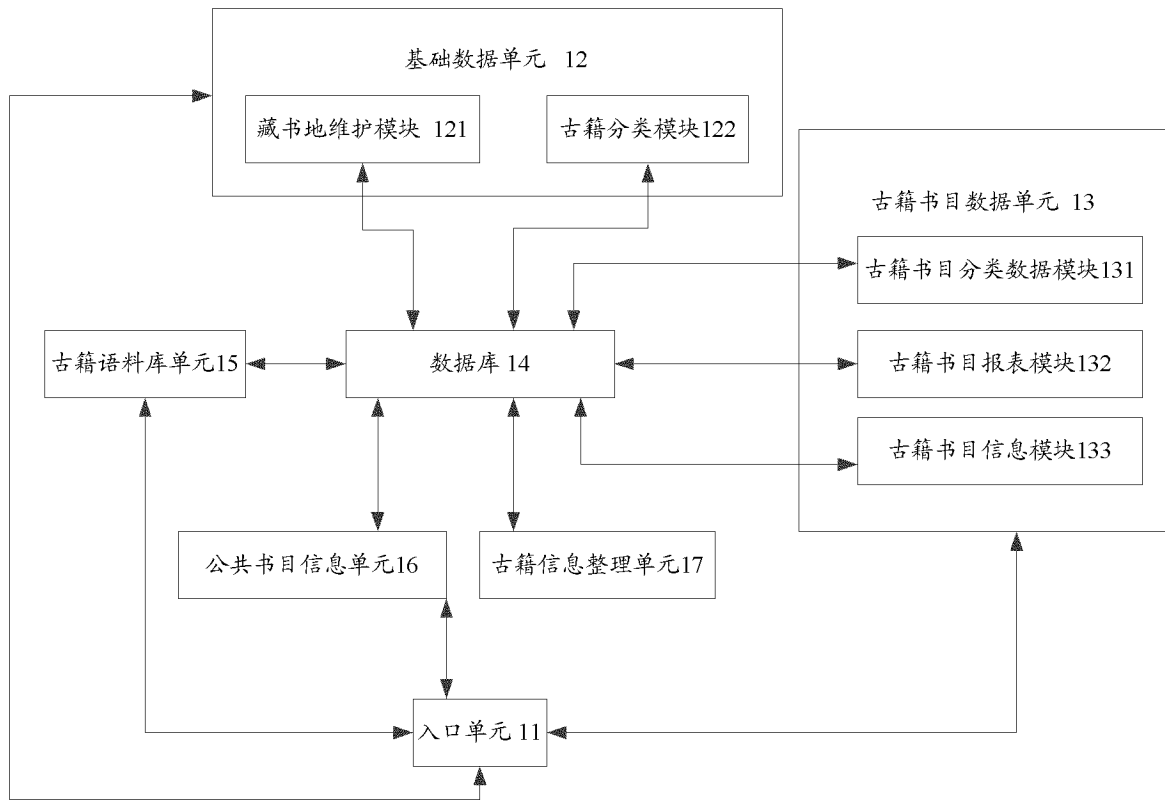 基础数据单元 12
藏书地维护模块 121
古籍分类模块122
古籍书目数据单元 13
古籍书目分类数据模块131
古籍语料库单元15
数据库 14
古籍书目报表模块132
古籍书目信息模块133
公共书目信息单元16
古籍信息整理单元17
入口单元 11